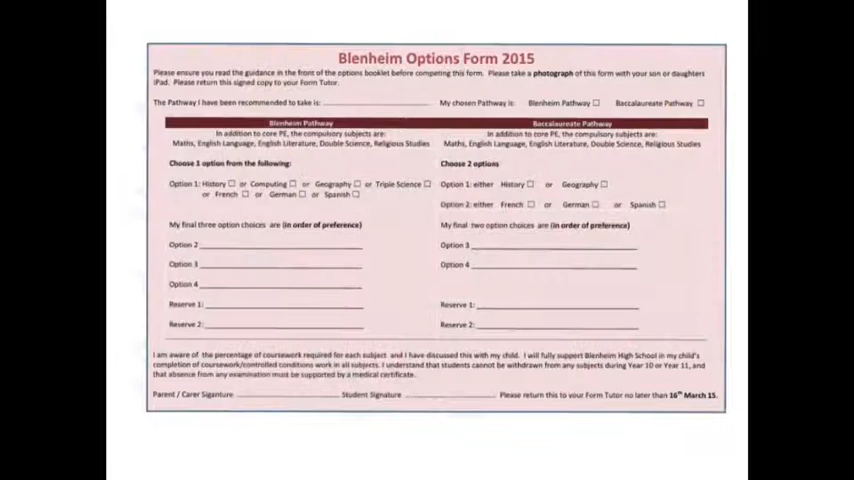 Blenheim Options Form 2015
Please ensure you read the guidance in the front of the options booklet before competing this form. Please take a photograph of this form with your son or daughters
iPad. Please return this signed copy to your Form Tutor.
The Pathway I have been recommended to take is: My chosen Pathway is: Blenheim Pathway ☐ Baccalaureate Pathway ☐
Blenheim Pathway
In addition to core PE, the compulsory subjects are:
Maths, English Language, English Literature, Double Science, Religious Studies
Choose 1 option from the following:
Option 1: History ☐ or Computing ☐ or Geography ☐ or Triple Science ☐
or French ☐ or German ☐ or Spanish ☐
My final three option choices are (in order of preference)
Option 2
Option 3
Option 4
Reserve 1:
Reserve 2:
Baccalaureate Pathway
In addition to core PE, the compulsory subjects are:
Maths, English Language, English Literature, Double Science, Religious Studies
Choose 2 options
Option 1: either History ☐ or Geography ☐
Option 2: either French ☐ or German ☐ or Spanish ☐
My final two option choices are (in order of preference)
Option 3
Option 4
Reserve 1:
Reserve 2:
I am aware of the percentage of coursework required for each subject and I have discussed this with my child. I will fully support Blenheim High School in my child's
completion of coursework/controlled conditions work in all subjects. I understand that students cannot be withdrawn from any subjects during Year 10 or Year 11, and
that absence from any examination must be supported by a medical certificate.
Parent / Carer Siganture Student Signature Please return this to your Form Tutor no later than 16th March 15.